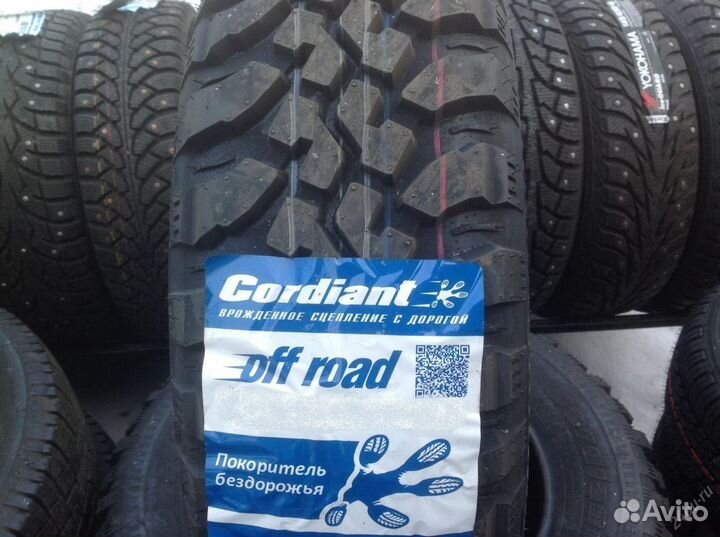 YOKOHAMA
Cordiant
ВРОЖДЕННОЕ СЦЕПЛЕНИЕ С ДОРОГОЙ
off road
Покоритель
бездорожья
Avito